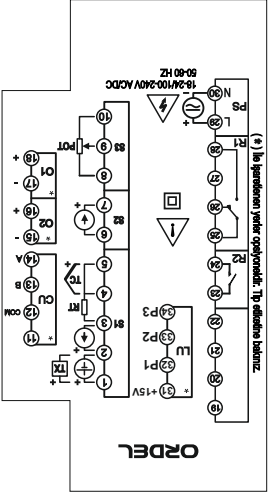 ORDEL
19
20
21
22
23
24
R2
25
26
27
28
R1
29 L
30 N
PS
18-24/100-240V AC/DC
50-60 HZ
( * ) İle işaretlenen yerler opsiyoneldir. Tip etiketine bakınız.
31 +15V
32 P1
33 P2
34 P3
LU
*
1
2
3
4
5
S1
TX
RT
TC
6
7
S2
8
9
10
S3
POT
11
12 COM
13 B
14 A
CU
*
15 -
16 +
O2
*
17 -
18 +
O1
*